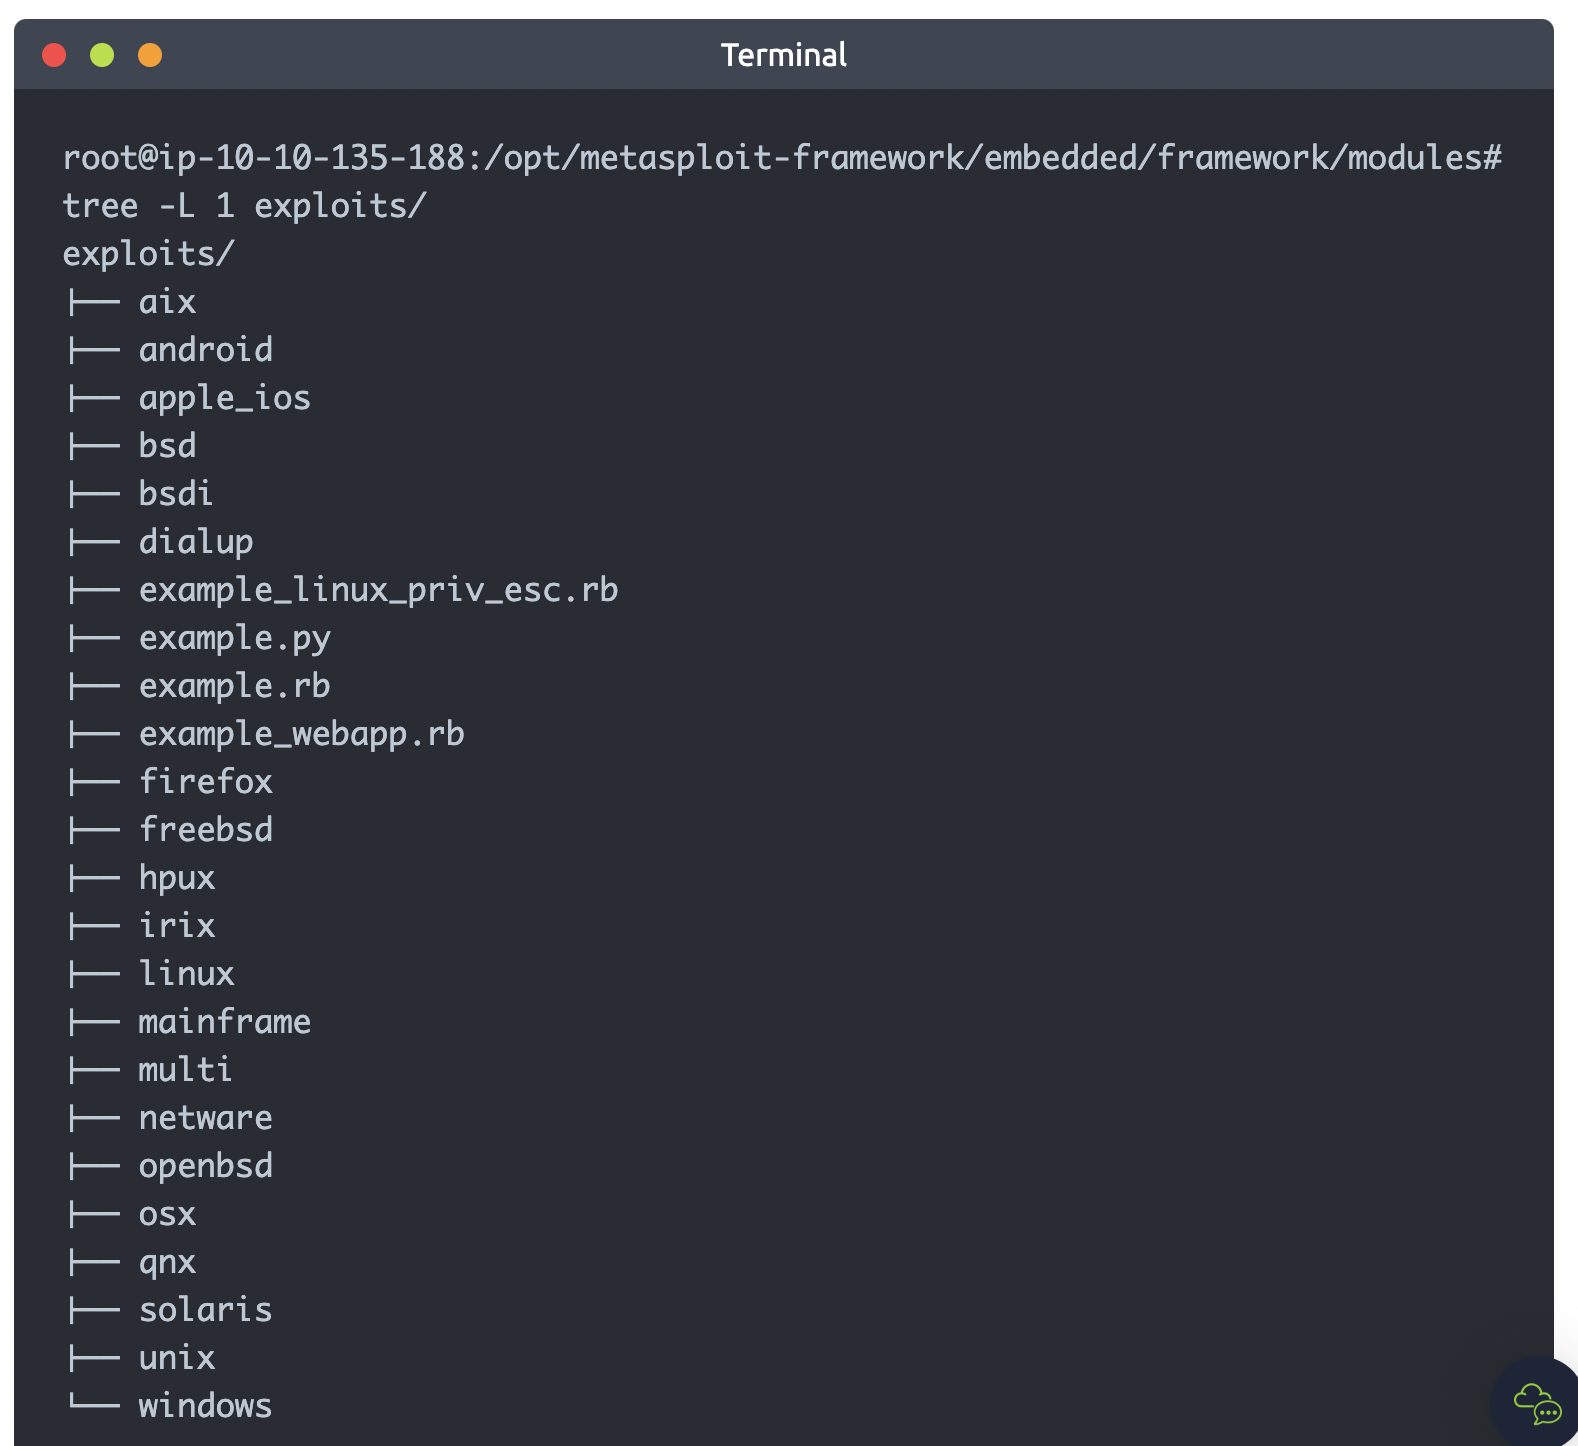 Terminal
root@ip-10-10-135-188:/opt/metasploit-framework/embedded/framework/modules#
tree -L 1 exploits/
exploits/
├── aix
├── android
├── apple_ios
├── bsd
├── bsdi
├── dialup
├── example_linux_priv_esc.rb
├── example.py
├── example.rb
├── example_webapp.rb
├── firefox
├── freebsd
├── hpux
├── irix
├── linux
├── mainframe
├── multi
├── netware
├── openbsd
├── osx
├── qnx
├── solaris
├── unix
└── windows